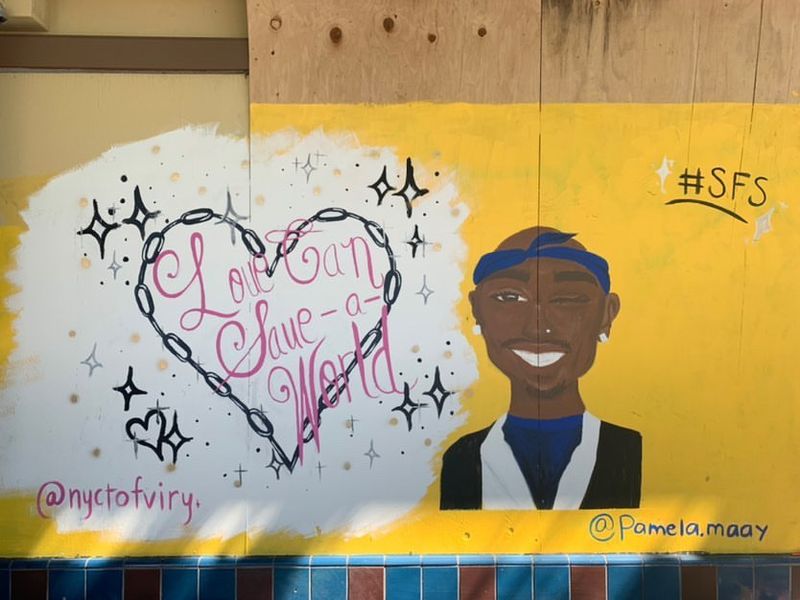 Love Can
Save-a-
World
@nyctofviry.
#SFS
@Pamela.maay